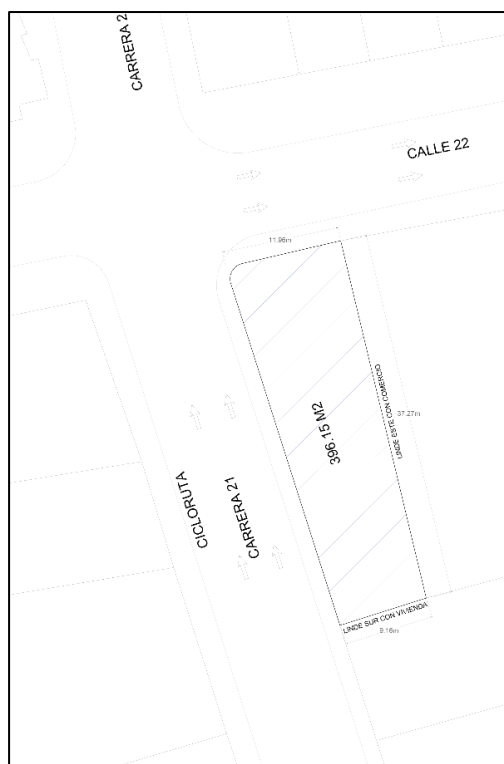 CARRERA 2
CALLE 22
11.96m
LINDE ESTE CON COMERCIO
37.27m
396.15 M2
CICLORUTA
CARRERA 21
LINDE SUR CON VIVIENDA
9.16m